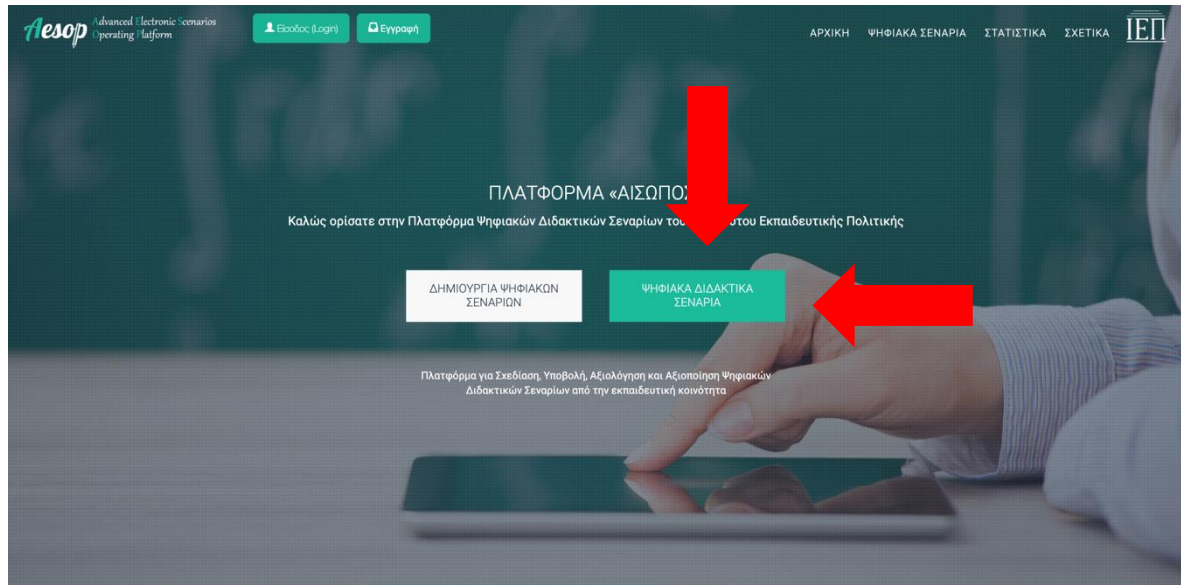 Aesop Advanced Electronic Scenarios
Operating Platform
Είσοδος (Login)
Εγγραφή
ΑΡΧΙΚΗ ΨΗΦΙΑΚΑ ΣΕΝΑΡΙΑ ΣΤΑΤΙΣΤΙΚΑ ΣΧΕΤΙΚΑ ΙΕΠ
ΠΛΑΤΦΟΡΜΑ «ΑΙΣΩΠΟΣ
Καλώς ορίσατε στην Πλατφόρμα Ψηφιακών Διδακτικών Σεναρίων του Εκπαιδευτικής Πολιτικής
ΔΗΜΙΟΥΡΓΙΑ ΨΗΦΙΑΚΩΝ
ΣΕΝΑΡΙΩΝ
ΨΗΦΙΑΚΑ ΔΙΔΑΚΤΙΚΑ
ΣΕΝΑΡΙΑ
Πλατφόρμα για Σχεδίαση, Υποβολή, Αξιολόγηση και Αξιοποίηση Ψηφιακών
Διδακτικών Σεναρίων από την εκπαιδευτική κοινότητα